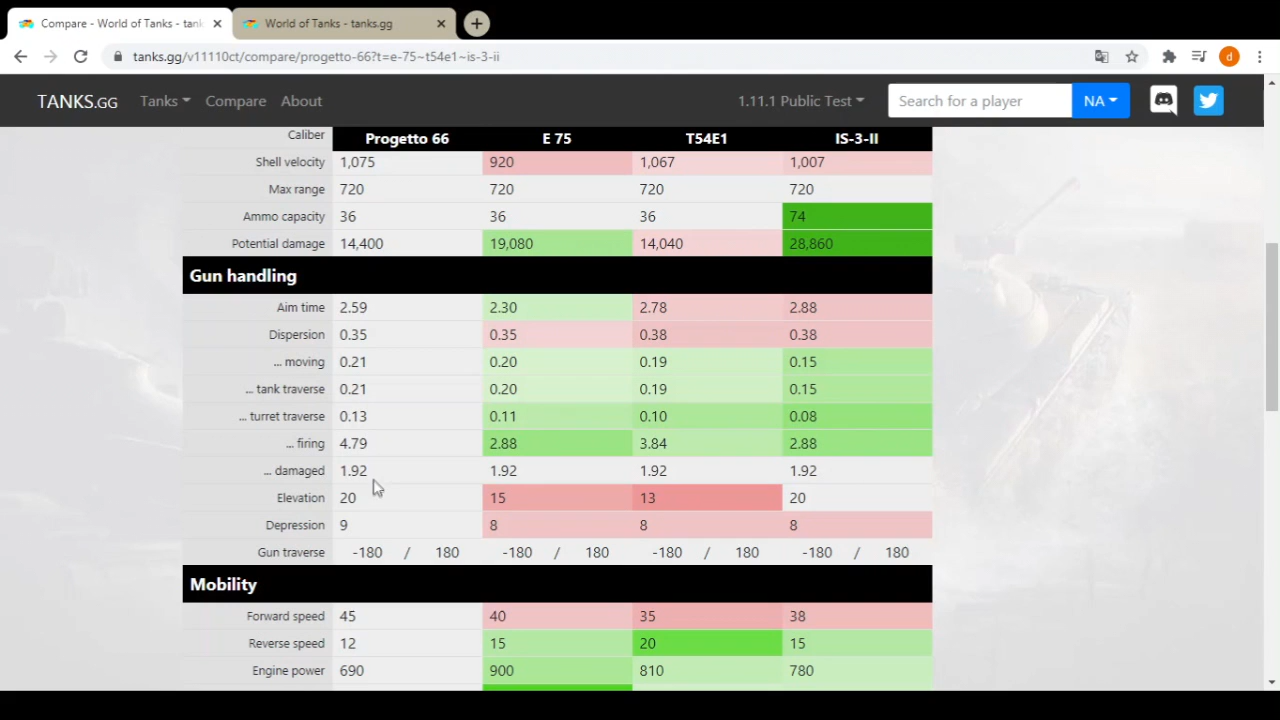 Compare - World of Tanks - tank
World of Tanks - tanks.gg
tanks.gg/v11110ct/compare/progetto-66?t=e-75~t54e1~is-3-ii
d
TANKS.GG Tanks Compare About 1.11.1 Public Test Search for a player NA
Caliber Progetto 66 E 75 T54E1 IS-3-II
Shell velocity 1,075 920 1,067 1,007
Max range 720 720 720 720
Ammo capacity 36 36 36 74
Potential damage 14,400 19,080 14,040 28,860
Gun handling
Aim time 2.59 2.30 2.78 2.88
Dispersion 0.35 0.35 0.38 0.38
... moving 0.21 0.20 0.19 0.15
... tank traverse 0.21 0.20 0.19 0.15
... turret traverse 0.13 0.11 0.10 0.08
... firing 4.79 2.88 3.84 2.88
... damaged 1.92 1.92 1.92 1.92
Elevation 20 15 13 20
Depression 9 8 8 8
Gun traverse -180 / 180 -180 / 180 -180 / 180 -180 / 180
Mobility
Forward speed 45 40 35 38
Reverse speed 12 15 20 15
Engine power 690 900 810 780